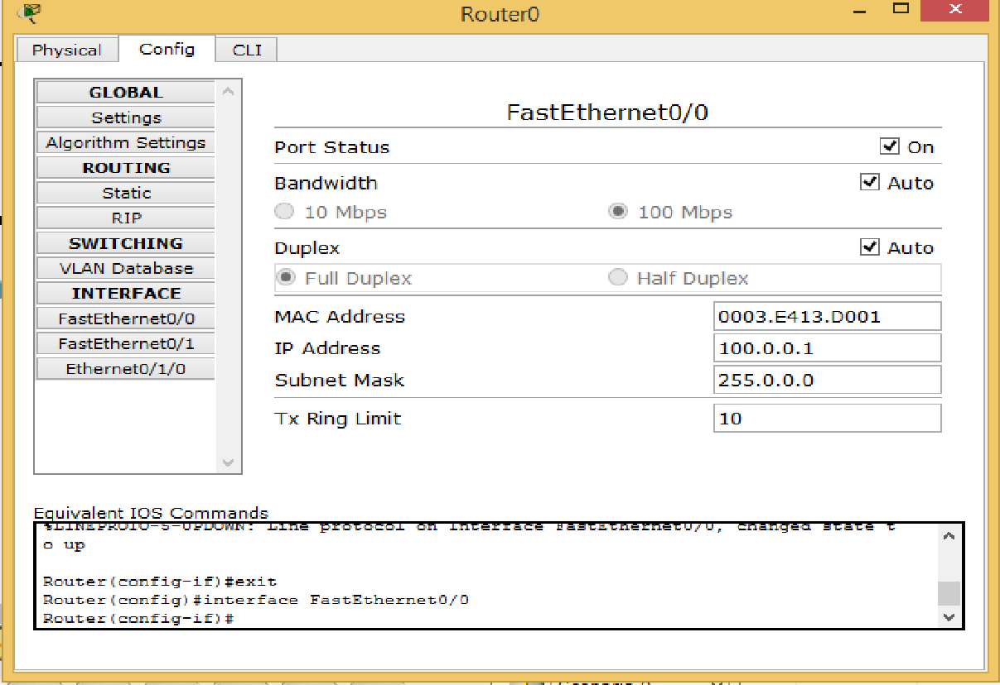 Router0
Physical
Config
CLI
GLOBAL
Settings
Algorithm Settings
ROUTING
Static
RIP
SWITCHING
VLAN Database
INTERFACE
FastEthernet0/0
FastEthernet0/1
Ethernet0/1/0
FastEthernet0/0
Port Status On
Bandwidth Auto
10 Mbps 100 Mbps
Duplex Auto
Full Duplex Half Duplex
MAC Address 0003.E413.D001
IP Address 100.0.0.1
Subnet Mask 255.0.0.0
Tx Ring Limit 10
Equivalent IOS Commands
%LINEPROTO-5-UPDOWN: Line protocol on Interface FastEthernet0/0, changed state t
o up
Router(config-if)#exit
Router(config)#interface FastEthernet0/0
Router(config-if)#